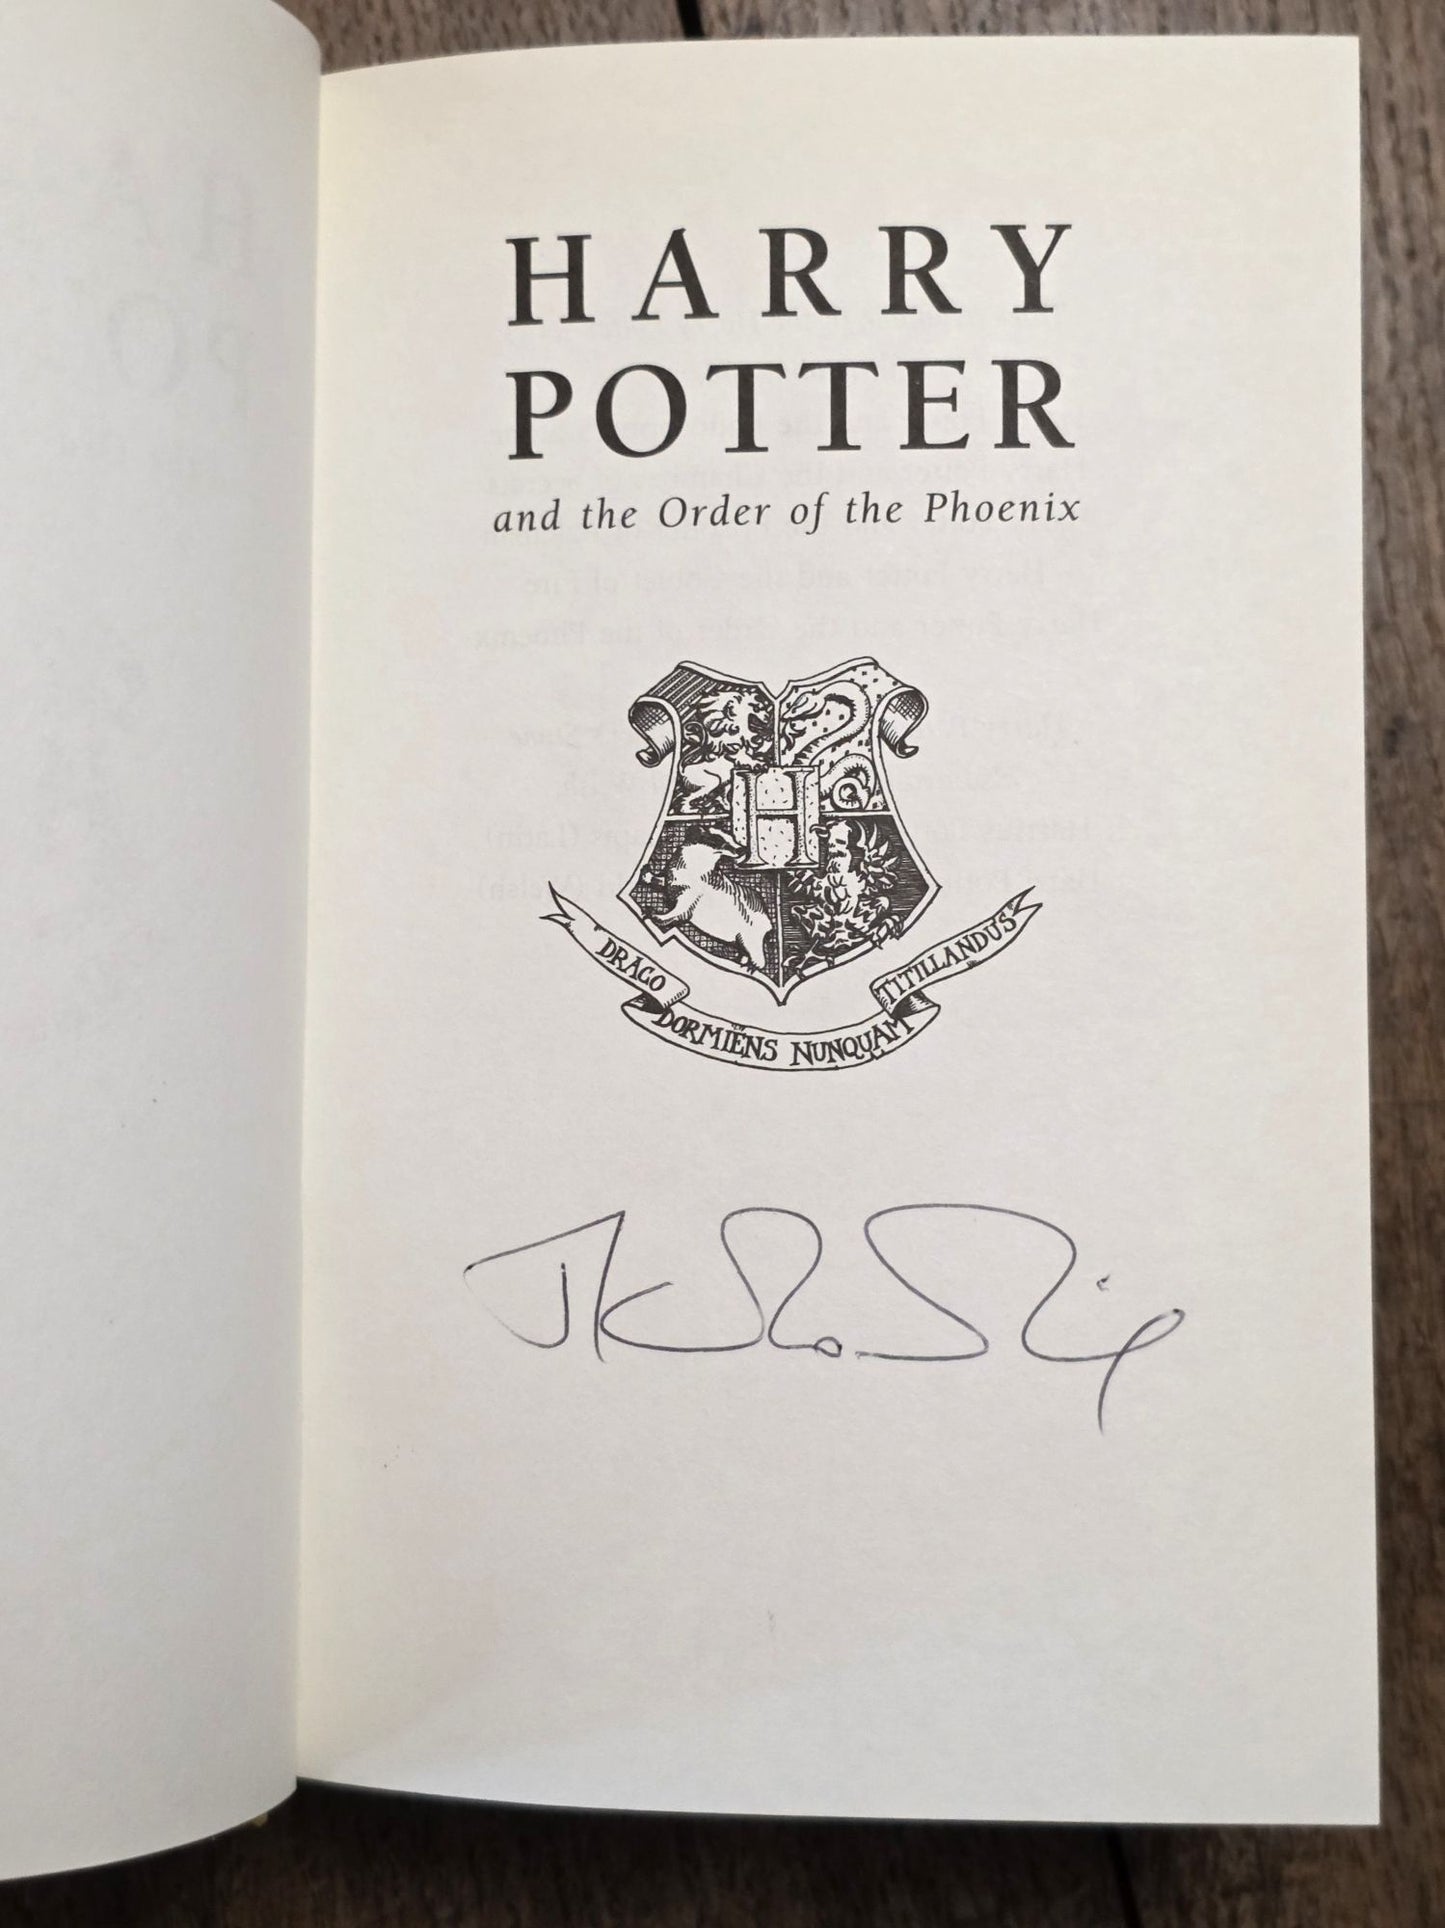 HARRY
POTTER
and the Order of the Phoenix
H
DRACO
DORMIENS NUNQUAM
TITILLANDUS